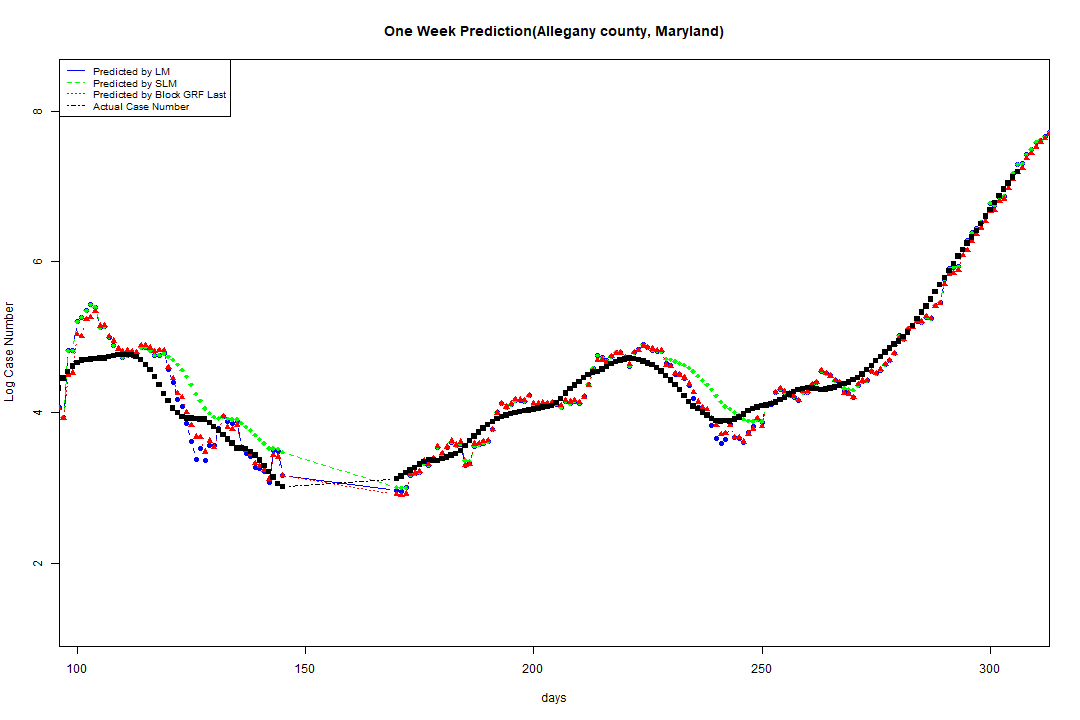 One Week Prediction(Allegany county, Maryland)
Predicted by LM
Predicted by SLM
Predicted by Block GRF Last
Actual Case Number
Log Case Number
8
6
4
2
100 150 200 250 300
days